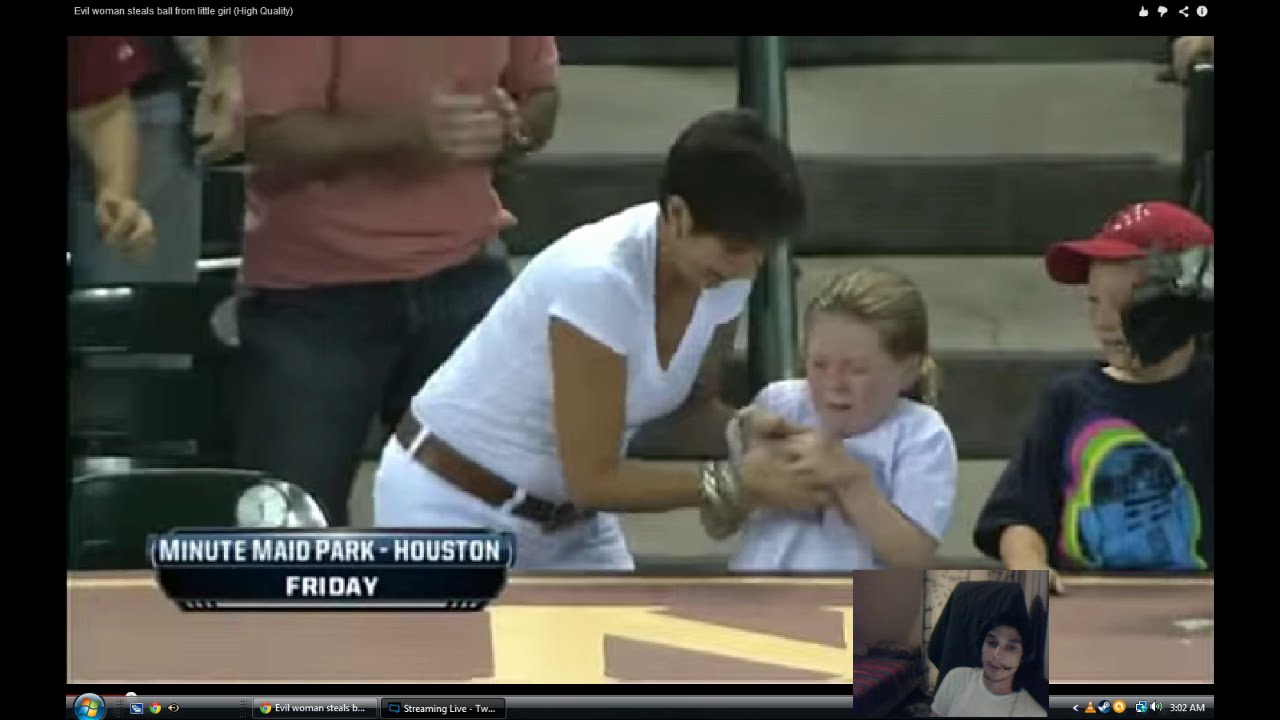 Evil woman steals ball from little girl (High Quality)
MINUTE MAID PARK - HOUSTON
FRIDAY
Evil woman steals b...
Streaming Live - Tw...
3:02 AM